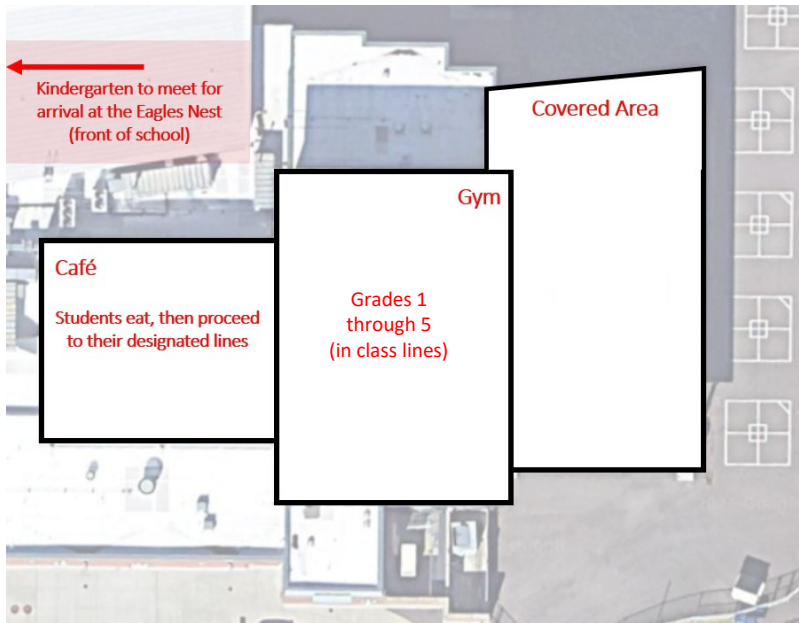 Kindergarten to meet for
arrival at the Eagles Nest
(front of school)
Covered Area
Gym
Café
Students eat, then proceed
to their designated lines
Grades 1
through 5
(in class lines)